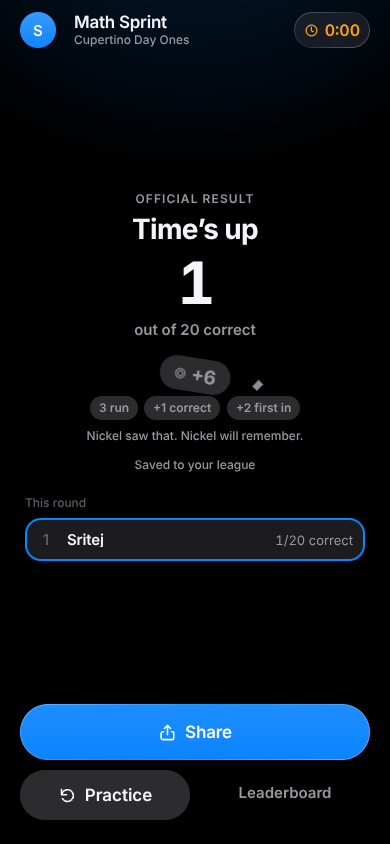 S
Math Sprint
Cupertino Day Ones
0:00
OFFICIAL RESULT
Time's up
1
out of 20 correct
+6
3 run
+1 correct
+2 first in
Nickel saw that. Nickel will remember.
Saved to your league
This round
1 Sritej 1/20 correct
Share
Practice
Leaderboard